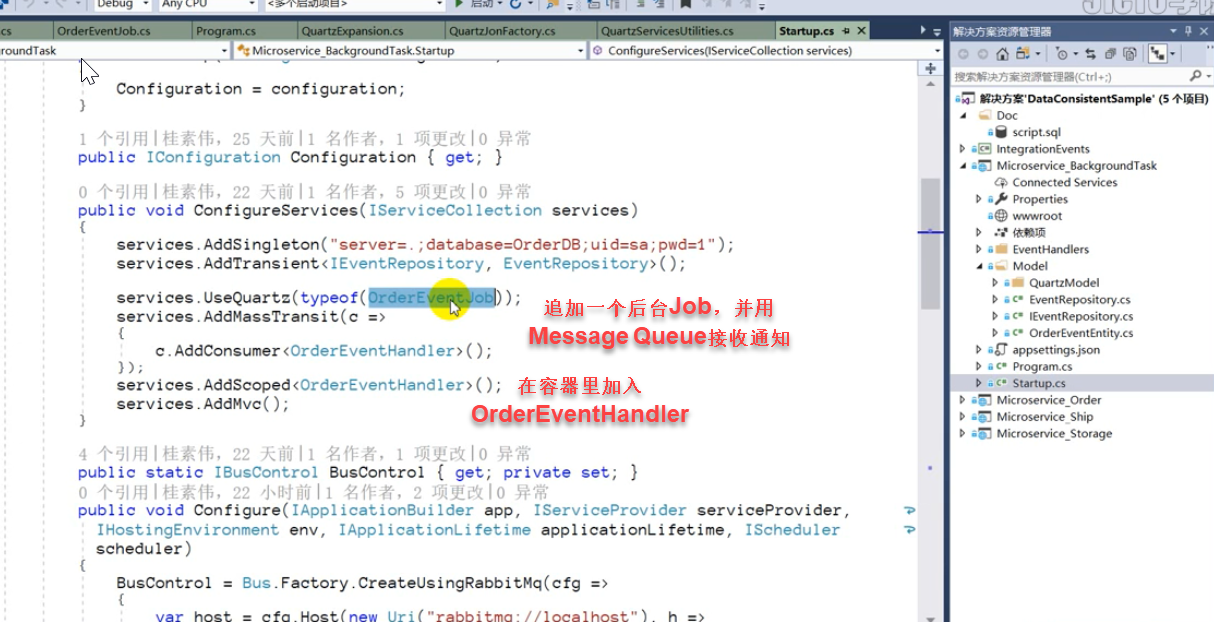 Debug
Any CPU
<多个启动项目>
启动
cs
OrderEventJob.cs
Program.cs
QuartzExpansion.cs
QuartzJonFactory.cs
QuartzServicesUtilities.cs
Startup.cs
roundTask
Microservice_BackgroundTask.Startup
ConfigureServices(IServiceCollection services)
Configuration = configuration;
}
1 个引用|桂素伟，25 天前|1 名作者，1 项更改|0 异常
public IConfiguration Configuration { get; }
0 个引用|桂素伟，22 天前|1 名作者，5 项更改|0 异常
public void ConfigureServices(IServiceCollection services)
{
services.AddSingleton("server=.;database=OrderDB;uid=sa;pwd=1");
services.AddTransient<IEventRepository, EventRepository>();
services.UseQuartz(typeof(OrderEventJob));
services.AddMassTransit(c =>
{
c.AddConsumer<OrderEventHandler>();
});
services.AddScoped<OrderEventHandler>();
services.AddMvc();
}
追加一个后台Job，并用
Message Queue接收通知
在容器里加入
OrderEventHandler
4 个引用|桂素伟，22 天前|1 名作者，1 项更改|0 异常
public static IBusControl BusControl { get; private set; }
0 个引用|桂素伟，22 小时前|1 名作者，2 项更改|0 异常
public void Configure(IApplicationBuilder app, IServiceProvider serviceProvider,
IHostingEnvironment env, IApplicationLifetime applicationLifetime, IScheduler
scheduler)
{
BusControl = Bus.Factory.CreateUsingRabbitMq(cfg =>
{
var host = cfg.Host(new Uri("rabbitmq://localhost"), h =>
解决方案资源管理器
搜索解决方案资源管理器(Ctrl+;)
解决方案'DataConsistentSample' (5 个项目)
Doc
script.sql
IntegrationEvents
Microservice_BackgroundTask
Connected Services
Properties
wwwroot
依赖项
EventHandlers
Model
QuartzModel
EventRepository.cs
IEventRepository.cs
OrderEventEntity.cs
appsettings.json
Program.cs
Startup.cs
Microservice_Order
Microservice_Ship
Microservice_Storage